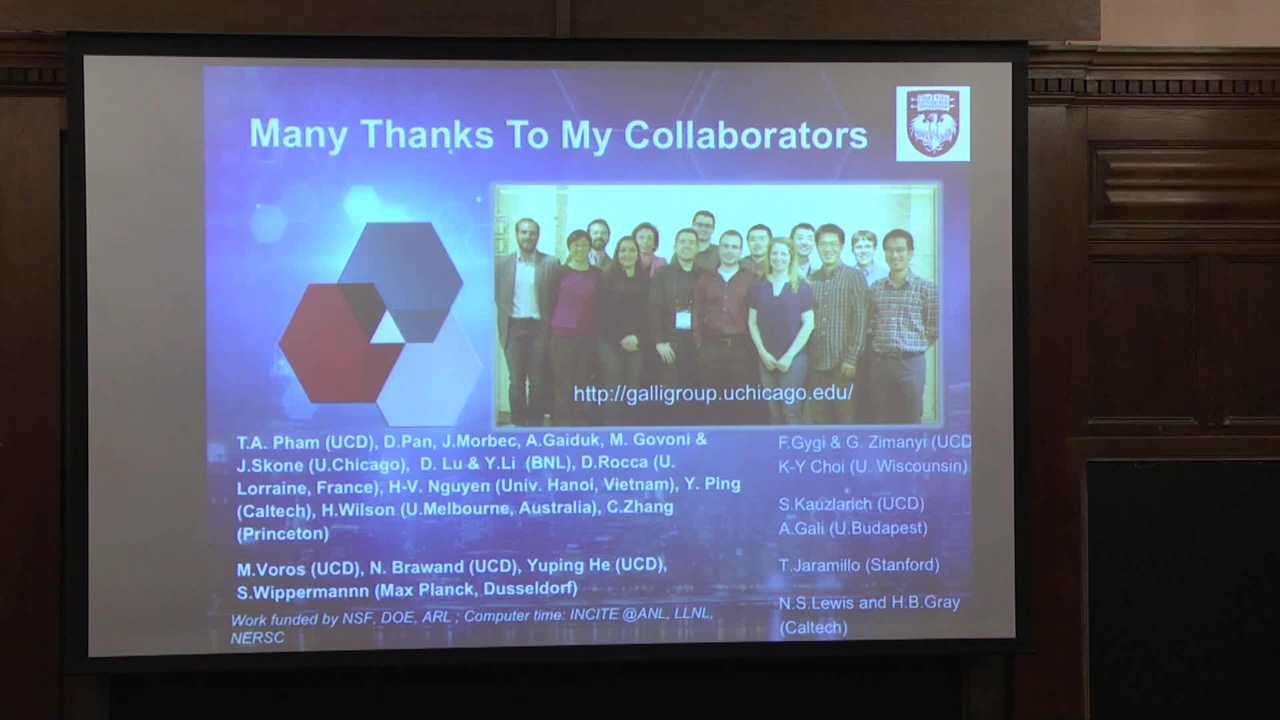 Many Thanks To My Collaborators
http://galligroup.uchicago.edu/
T.A. Pham (UCD), D.Pan, J.Morbec, A.Gaiduk, M. Govoni &
J.Skone (U.Chicago), D. Lu & Y.Li (BNL), D.Rocca (U.
Lorraine, France), H-V. Nguyen (Univ. Hanoi, Vietnam), Y. Ping
(Caltech), H.Wilson (U.Melbourne, Australia), C.Zhang
(Princeton)
M.Voros (UCD), N. Brawand (UCD), Yuping He (UCD),
S.Wippermannn (Max Planck, Dusseldorf)
Work funded by NSF, DOE, ARL ; Computer time: INCITE @ANL, LLNL,
NERSC
F.Gygi & G. Zimanyi (UCD
K-Y Choi (U. Wiscounsin)
S.Kauzlarich (UCD)
A.Gali (U.Budapest)
T.Jaramillo (Stanford)
N.S.Lewis and H.B.Gray
(Caltech)